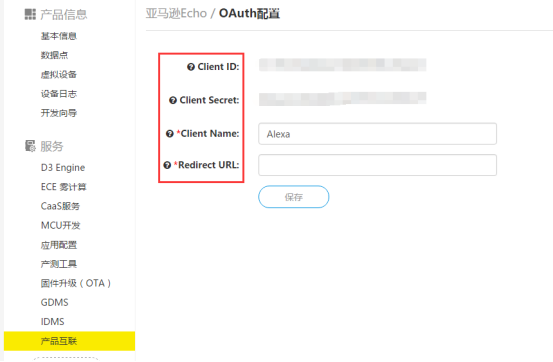 产品信息
基本信息
数据点
虚拟设备
设备日志
开发向导
服务
D3 Engine
ECE 雾计算
CaaS服务
MCU开发
应用配置
产测工具
固件升级（OTA）
GDMS
IDMS
产品互联
亚马逊Echo / OAuth配置
Client ID:
Client Secret:
*Client Name: Alexa
*Redirect URL:
保存